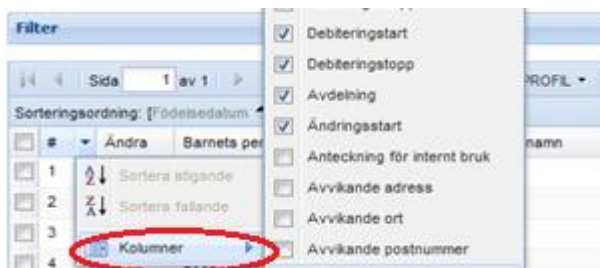 Filter
Debiteringstart
Debiteringstopp
Sida 1 av 1
PROFIL
Avdelning
Sorteringsordning: [Födelsedatum
Ändringsstart
# Ändra Barnets per
namn
Anteckning för internt bruk
1 Sortera stigande
Avvikande adress
2 Sortera fallande
Avvikande ort
3
Kolumner
Avvikande postnummer
4